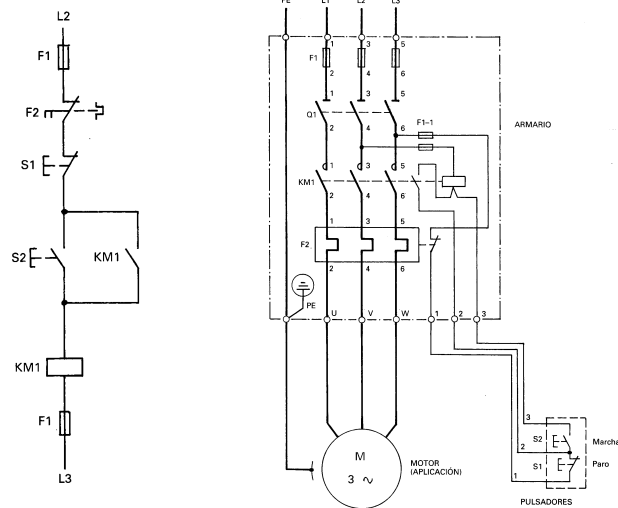 L2
F1
F2
S1
S2
KM1
KM1
F1
L3
PE L1 L2 L3
1 3 5
F1
2 4 6
1 3 5
Q1
2 4 6
F1-1
ARMARIO
1 3 5
KM1
2 4 6
1 3 5
F2
2 4 6
PE
U V W 1 2 3
M
3 ∿
MOTOR
(APLICACIÓN)
3
S2
Marcha
2
S1
Paro
1
PULSADORES